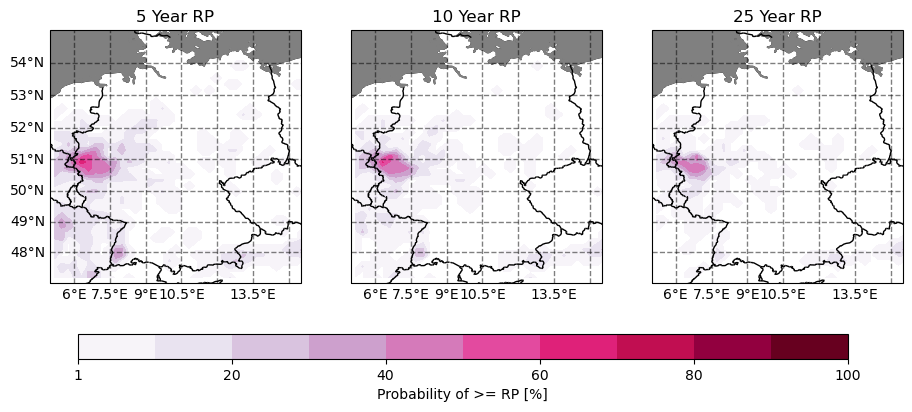 5 Year RP
10 Year RP
25 Year RP
54°N
53°N
52°N
51°N
50°N
49°N
48°N
6°E 7.5°E 9°E 10.5°E 13.5°E
6°E 7.5°E 9°E 10.5°E 13.5°E
6°E 7.5°E 9°E 10.5°E 13.5°E
1 20 40 60 80 100
Probability of >= RP [%]